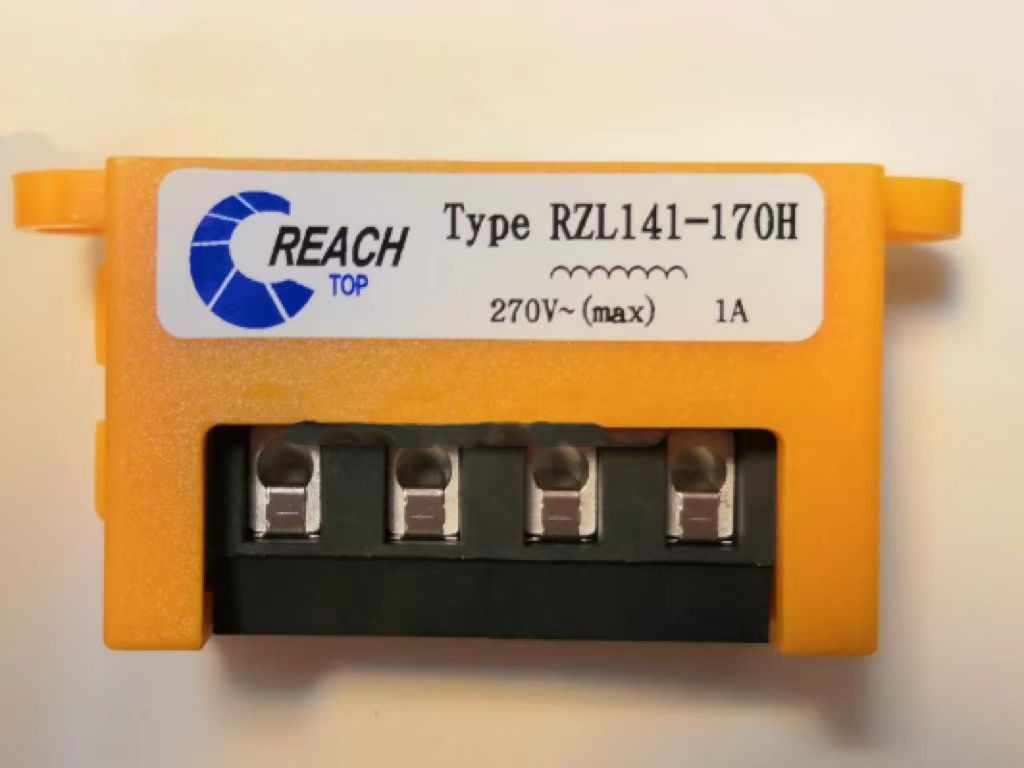 REACH
TOP
Type RZL141-170H
270V~(max) 1A